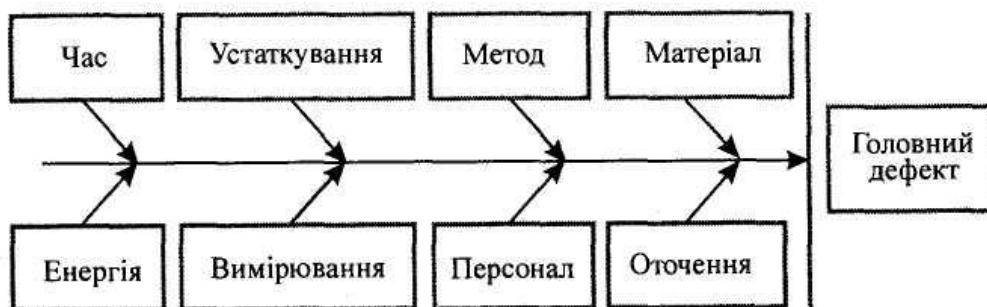 Час
Устаткування
Метод
Матеріал
Головний
дефект
Енергія
Вимірювання
Персонал
Оточення